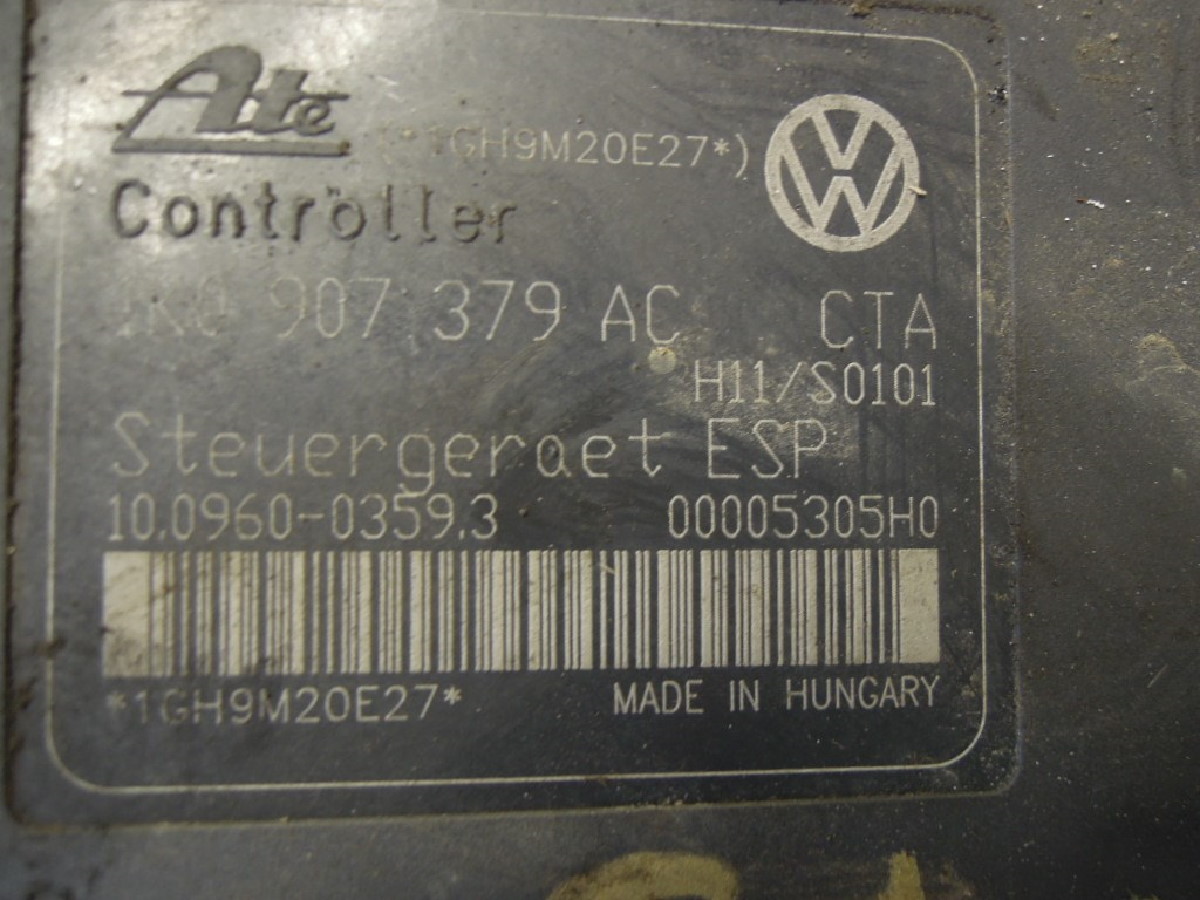 Ate
(*1GH9M20E27*)
Controller
1K0 907 379 AC CTA
H11/S0101
Steuergeraet ESP
10.0960-0359.3 00005305H0
*1GH9M20E27* MADE IN HUNGARY